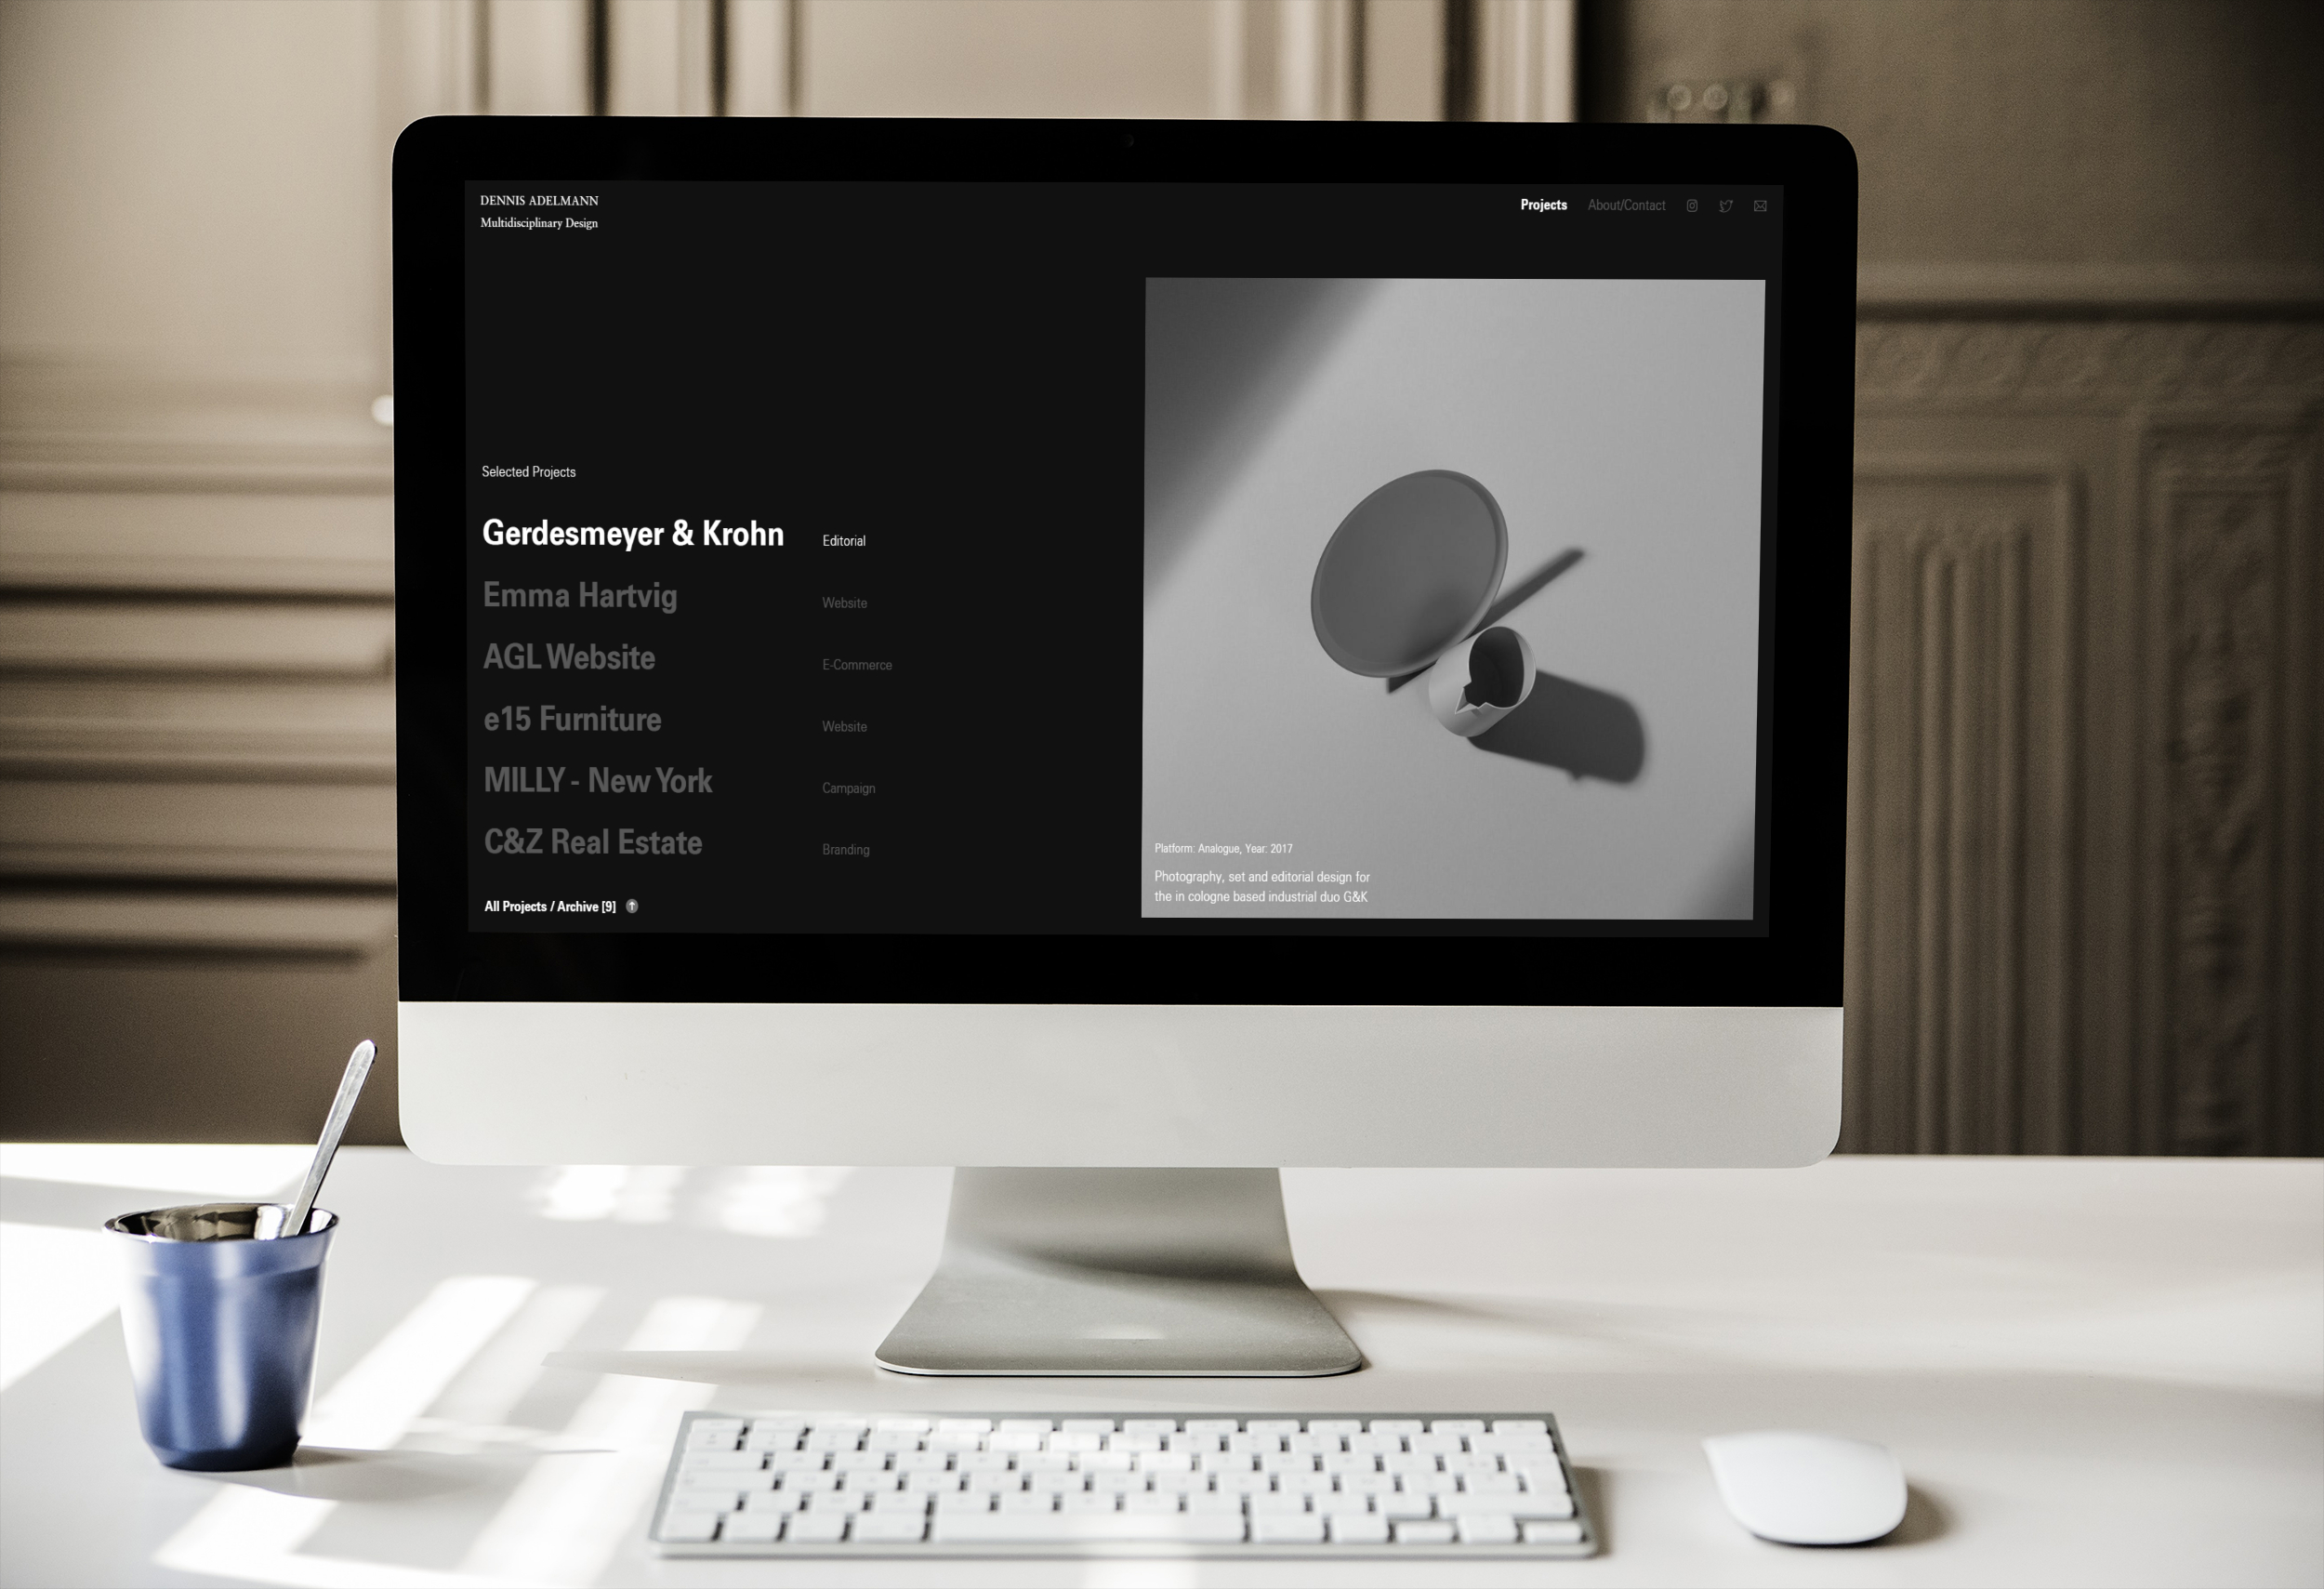 DENNIS ADELMANN
Multidisciplinary Design
Projects About/Contact
Selected Projects
Gerdesmeyer & Krohn Editorial
Emma Hartvig Website
AGL Website E-Commerce
e15 Furniture Website
MILLY - New York Campaign
C&Z Real Estate Branding
All Projects / Archive [9]
Platform: Analogue, Year: 2017
Photography, set and editorial design for
the in cologne based industrial duo G&K